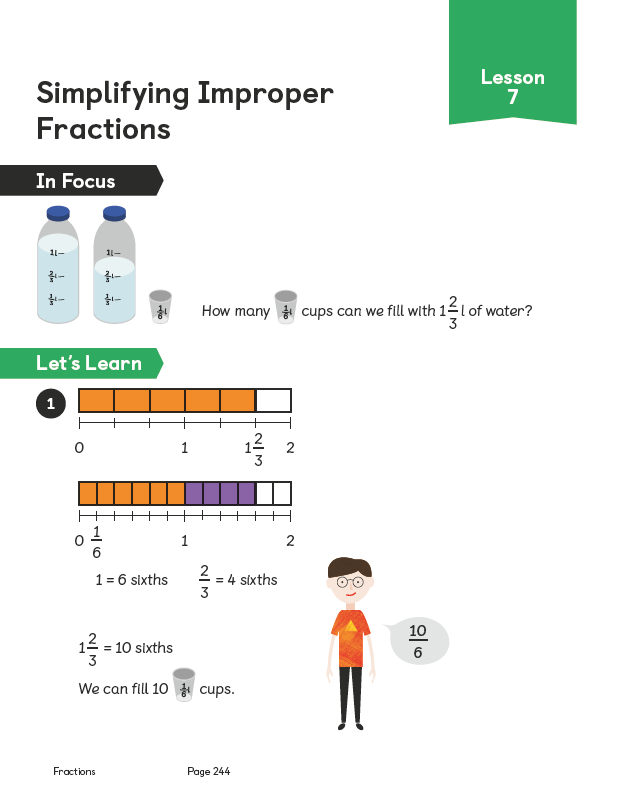 Lesson
7
Simplifying Improper
Fractions
In Focus
1 l
2/3 l
1/3 l
1 l
2/3 l
1/3 l
1/6 l
How many 1/6 l cups can we fill with 1 2/3 l of water?
Let's Learn
1
0 1 1 2/3 2
0 1/6 1 2
1 = 6 sixths 2/3 = 4 sixths
1 2/3 = 10 sixths
10/6
We can fill 10 1/6 l cups.
Fractions Page 244